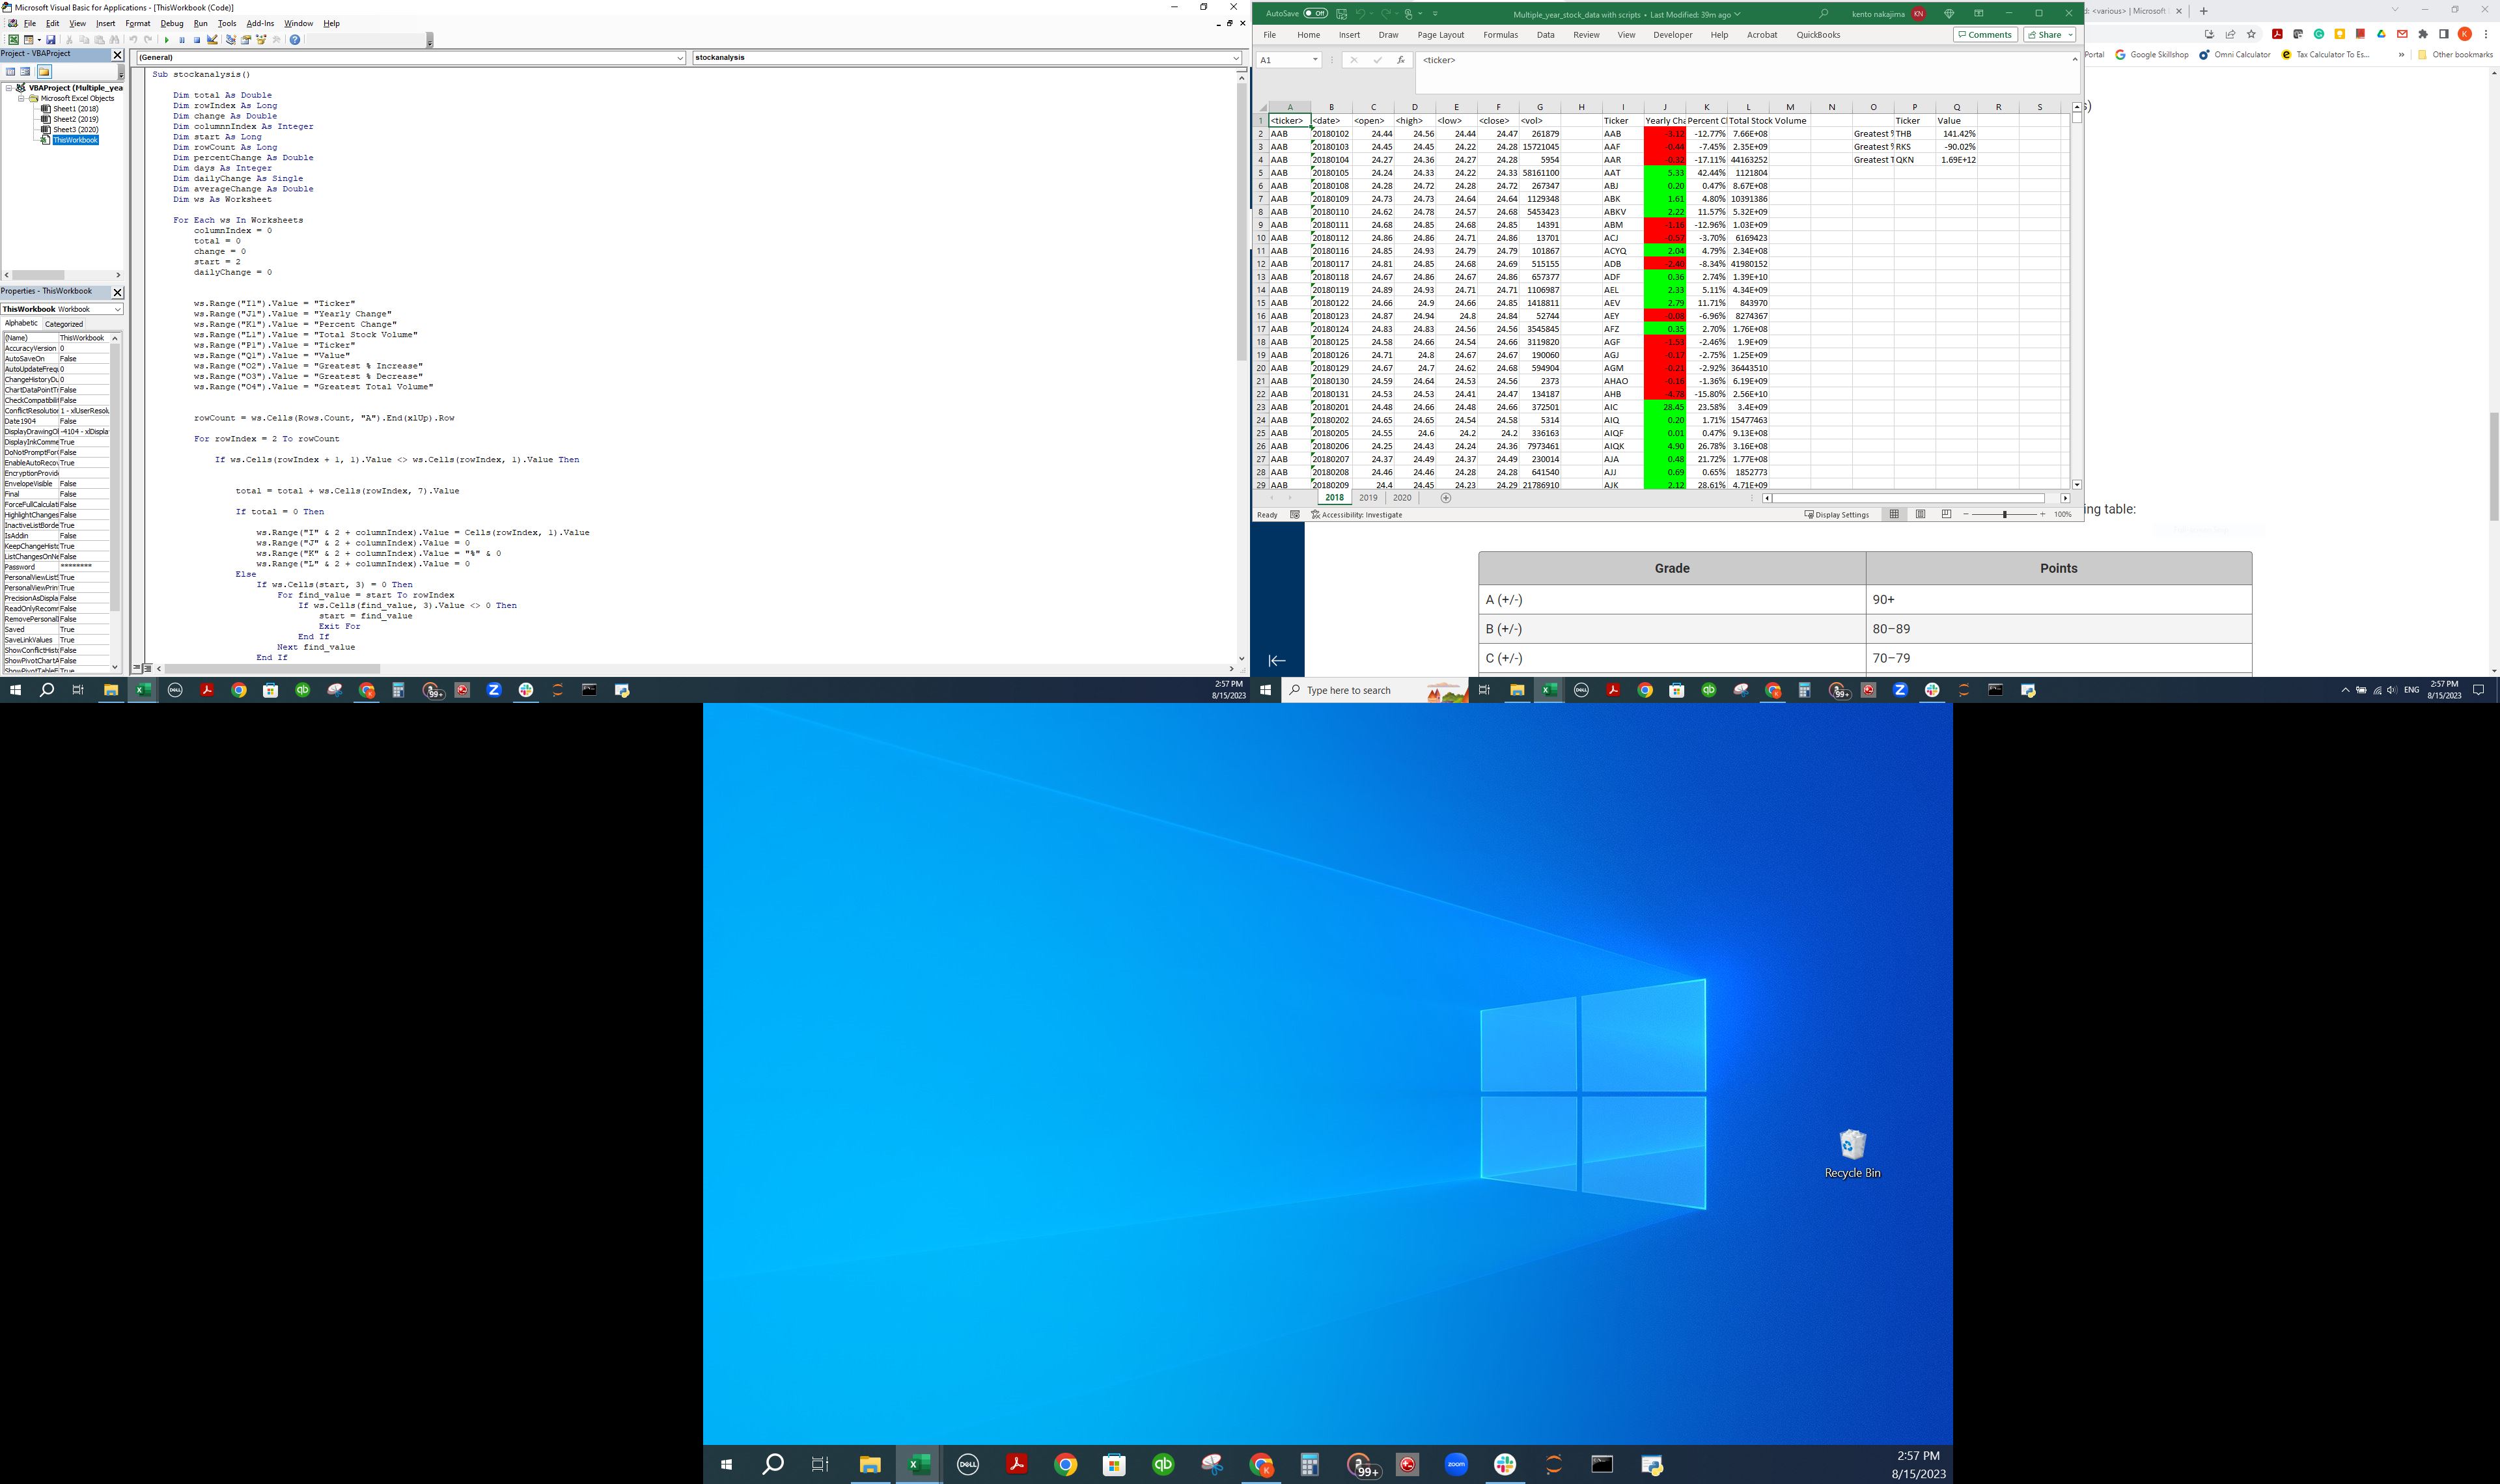 Microsoft Visual Basic for Applications - [ThisWorkbook (Code)]
File Edit View Insert Format Debug Run Tools Add-Ins Window Help
Project - VBAProject
VBAProject (Multiple_yea
Microsoft Excel Objects
Sheet1 (2018)
Sheet2 (2019)
Sheet3 (2020)
ThisWorkbook
Properties - ThisWorkbook
ThisWorkbook Workbook
Alphabetic Categorized
(Name) ThisWorkbook
AccuracyVersion 0
AutoSaveOn False
AutoUpdateFreq 0
ChangeHistoryDu 0
ChartDataPointTr False
CheckCompatibili False
ConflictResolution 1 - xlUserResolu
Date1904 False
DisplayDrawingOl -4104 - xlDisplay
DisplayInkComme True
DoNotPromptForC False
EnableAutoRecov True
EncryptionProvide
EnvelopeVisible False
Final False
ForceFullCalculati False
HighlightChanges False
InactiveListBorde True
IsAddin False
KeepChangeHisto True
ListChangesOnNe False
Password ********
PersonalViewListS True
PersonalViewPrin True
PrecisionAsDispla False
ReadOnlyRecomm False
RemovePersonalI False
Saved True
SaveLinkValues True
ShowConflictHisto False
ShowPivotChartA False
ShowPivotTableF True
(General) stockanalysis
Sub stockanalysis()
Dim total As Double
Dim rowIndex As Long
Dim change As Double
Dim columnnIndex As Integer
Dim start As Long
Dim rowCount As Long
Dim percentChange As Double
Dim days As Integer
Dim dailyChange As Single
Dim averageChange As Double
Dim ws As Worksheet
For Each ws In Worksheets
columnIndex = 0
total = 0
change = 0
start = 2
dailyChange = 0
ws.Range("I1").Value = "Ticker"
ws.Range("J1").Value = "Yearly Change"
ws.Range("K1").Value = "Percent Change"
ws.Range("L1").Value = "Total Stock Volume"
ws.Range("P1").Value = "Ticker"
ws.Range("Q1").Value = "Value"
ws.Range("O2").Value = "Greatest % Increase"
ws.Range("O3").Value = "Greatest % Decrease"
ws.Range("O4").Value = "Greatest Total Volume"
rowCount = ws.Cells(Rows.Count, "A").End(xlUp).Row
For rowIndex = 2 To rowCount
If ws.Cells(rowIndex + 1, 1).Value <> ws.Cells(rowIndex, 1).Value Then
total = total + ws.Cells(rowIndex, 7).Value
If total = 0 Then
ws.Range("I" & 2 + columnIndex).Value = Cells(rowIndex, 1).Value
ws.Range("J" & 2 + columnIndex).Value = 0
ws.Range("K" & 2 + columnIndex).Value = "%" & 0
ws.Range("L" & 2 + columnIndex).Value = 0
Else
If ws.Cells(start, 3) = 0 Then
For find_value = start To rowIndex
If ws.Cells(find_value, 3).Value <> 0 Then
start = find_value
Exit For
End If
Next find_value
End If
2:57 PM
8/15/2023
AutoSave Off Multiple_year_stock_data with scripts • Last Modified: 39m ago kento nakajima KN
File Home Insert Draw Page Layout Formulas Data Review View Developer Help Acrobat QuickBooks Comments Share
A1 fx <ticker>
A B C D E F G H I J K L M N O P Q R S
1 <ticker> <date> <open> <high> <low> <close> <vol> Ticker Yearly Cha Percent Cl Total Stock Volume Ticker Value
2 AAB 20180102 24.44 24.56 24.44 24.47 261879 AAB -3.12 -12.77% 7.66E+08 Greatest % THB 141.42%
3 AAB 20180103 24.45 24.45 24.22 24.28 15721045 AAF -0.44 -7.45% 2.35E+09 Greatest % RKS -90.02%
4 AAB 20180104 24.27 24.36 24.27 24.28 5954 AAR -0.32 -17.11% 44163252 Greatest T QKN 1.69E+12
5 AAB 20180105 24.24 24.33 24.22 24.33 58161100 AAT 5.33 42.44% 1121804
6 AAB 20180108 24.28 24.72 24.28 24.72 267347 ABJ 0.20 0.47% 8.67E+08
7 AAB 20180109 24.73 24.73 24.64 24.64 1129348 ABK 1.61 4.80% 10391386
8 AAB 20180110 24.62 24.78 24.57 24.68 5453423 ABKV 2.22 11.57% 5.32E+09
9 AAB 20180111 24.68 24.85 24.68 24.85 14391 ABM -1.16 -12.96% 1.03E+09
10 AAB 20180112 24.86 24.86 24.71 24.86 13701 ACJ -0.57 -3.70% 6169423
11 AAB 20180116 24.85 24.93 24.79 24.79 101867 ACYQ 2.04 4.79% 2.34E+08
12 AAB 20180117 24.81 24.85 24.68 24.69 515155 ADB -2.40 -8.34% 41980152
13 AAB 20180118 24.67 24.86 24.67 24.86 657377 ADF 0.36 2.74% 1.39E+10
14 AAB 20180119 24.89 24.93 24.71 24.71 1106987 AEL 2.33 5.11% 4.34E+09
15 AAB 20180122 24.66 24.9 24.66 24.85 1418811 AEV 2.79 11.71% 843970
16 AAB 20180123 24.87 24.94 24.8 24.84 52744 AEY -0.08 -6.96% 8274367
17 AAB 20180124 24.83 24.83 24.56 24.56 3545845 AFZ 0.35 2.70% 1.76E+08
18 AAB 20180125 24.58 24.66 24.54 24.66 3119820 AGF -1.53 -2.46% 1.9E+09
19 AAB 20180126 24.71 24.8 24.67 24.67 190060 AGJ -0.17 -2.75% 1.25E+09
20 AAB 20180129 24.67 24.7 24.62 24.68 594904 AGM -0.21 -2.92% 36443510
21 AAB 20180130 24.59 24.64 24.53 24.56 2373 AHAO -0.16 -1.36% 6.19E+09
22 AAB 20180131 24.53 24.53 24.41 24.47 134187 AHB -4.78 -15.80% 2.56E+10
23 AAB 20180201 24.48 24.66 24.48 24.66 372501 AIC 28.45 23.58% 3.4E+09
24 AAB 20180202 24.65 24.65 24.54 24.58 5314 AIQ 0.20 1.71% 15477463
25 AAB 20180205 24.55 24.6 24.2 24.2 336163 AIQF 0.01 0.47% 9.13E+08
26 AAB 20180206 24.25 24.43 24.24 24.36 7973461 AIQK 4.90 26.78% 3.16E+08
27 AAB 20180207 24.37 24.49 24.37 24.49 230014 AJA 0.48 21.72% 1.77E+08
28 AAB 20180208 24.46 24.46 24.28 24.28 641540 AJJ 0.69 0.65% 1852773
29 AAB 20180209 24.4 24.45 24.23 24.29 21786910 AJK 2.12 28.61% 4.71E+09
2018 2019 2020
Ready Accessibility: Investigate Display Settings 100%
d: <various> | Microsoft
Portal Google Skillshop Omni Calculator Tax Calculator To Es... » Other bookmarks
s)
ing table:
Grade Points
A (+/-) 90+
B (+/-) 80–89
C (+/-) 70–79
Type here to search
ENG 2:57 PM
8/15/2023
Recycle Bin
DELL qb 99+ zoom
2:57 PM
8/15/2023